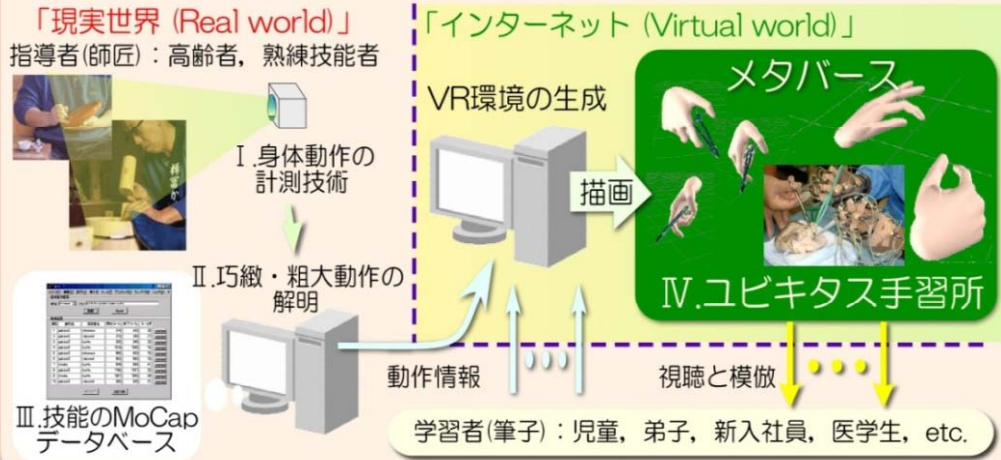 「現実世界 (Real world)」
指導者(師匠)：高齢者，熟練技能者
Ⅰ.身体動作の
計測技術
Ⅱ.巧緻・粗大動作の
解明
Ⅲ.技能のMoCap
データベース
「インターネット (Virtual world)」
VR環境の生成
描画
メタバース
Ⅳ.ユビキタス手習所
動作情報
視聴と模倣
学習者(筆子)：児童，弟子，新入社員，医学生，etc.